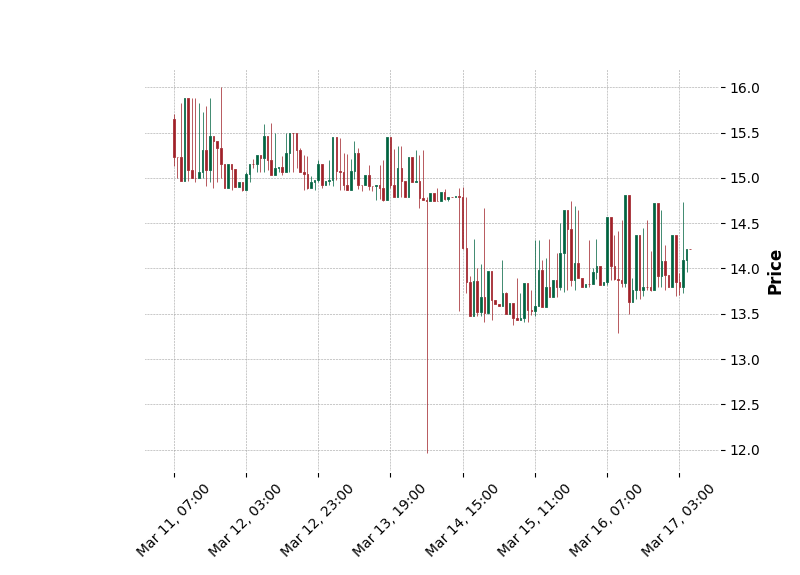 16.0
15.5
15.0
14.5
14.0
13.5
13.0
12.5
12.0
Price
Mar 11, 07:00
Mar 12, 03:00
Mar 12, 23:00
Mar 13, 19:00
Mar 14, 15:00
Mar 15, 11:00
Mar 16, 07:00
Mar 17, 03:00